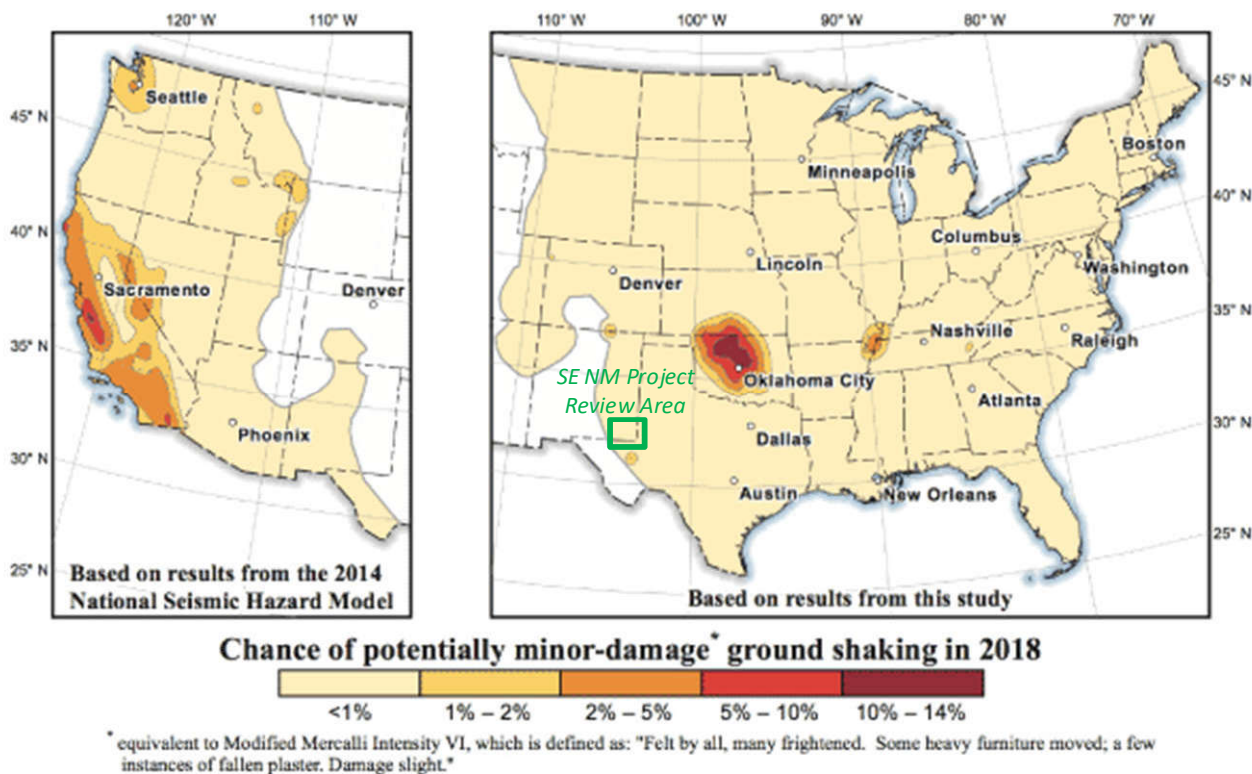 120° W
110° W
110° W
100° W
90° W
80° W
70° W
45° N
40° N
35° N
30° N
25° N
Seattle
Sacramento
Denver
Phoenix
Based on results from the 2014
National Seismic Hazard Model
Minneapolis
Boston
Columbus
Lincoln
Washington
Denver
Nashville
Raleigh
SE NM Project
Review Area
Oklahoma City
Atlanta
Dallas
Austin
New Orleans
Based on results from this study
45° N
40° N
35° N
30° N
25° N
Chance of potentially minor-damage* ground shaking in 2018
<1%
1% – 2%
2% – 5%
5% – 10%
10% – 14%
* equivalent to Modified Mercalli Intensity VI, which is defined as: "Felt by all, many frightened. Some heavy furniture moved; a few
instances of fallen plaster. Damage slight."